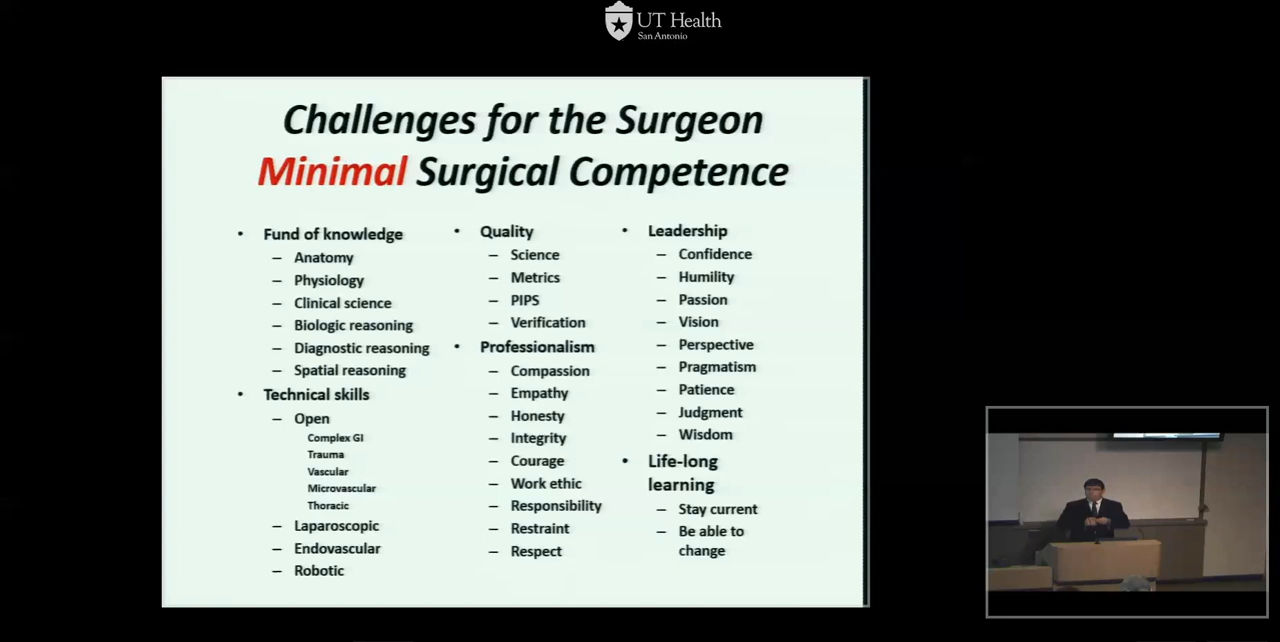 UT Health
San Antonio
Challenges for the Surgeon
Minimal Surgical Competence
• Fund of knowledge
– Anatomy
– Physiology
– Clinical science
– Biologic reasoning
– Diagnostic reasoning
– Spatial reasoning
• Technical skills
– Open
Complex GI
Trauma
Vascular
Microvascular
Thoracic
– Laparoscopic
– Endovascular
– Robotic
• Quality
– Science
– Metrics
– PIPS
– Verification
• Professionalism
– Compassion
– Empathy
– Honesty
– Integrity
– Courage
– Work ethic
– Responsibility
– Restraint
– Respect
• Leadership
– Confidence
– Humility
– Passion
– Vision
– Perspective
– Pragmatism
– Patience
– Judgment
– Wisdom
• Life-long
learning
– Stay current
– Be able to
change